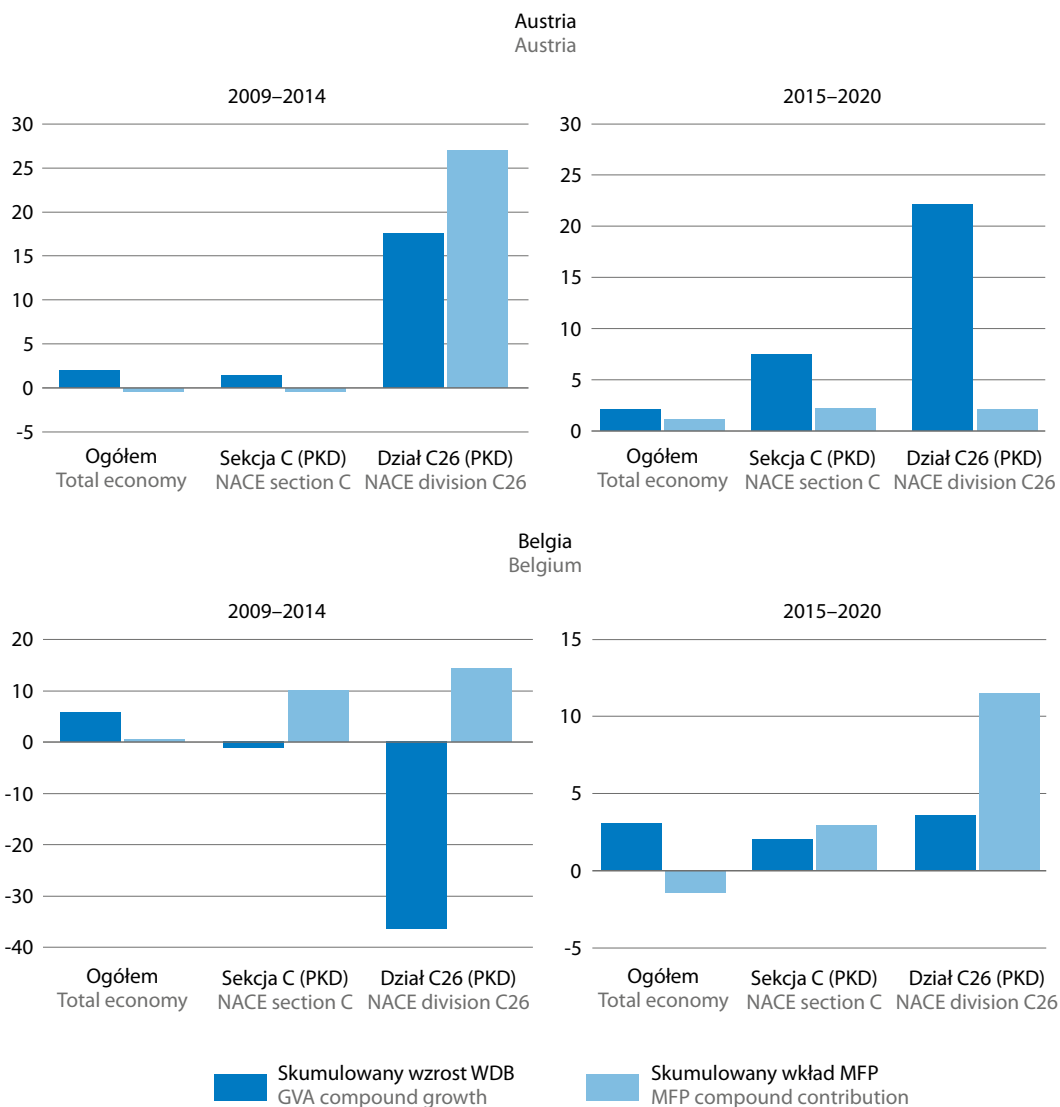 Austria
Austria
2009–2014
30
25
20
15
10
5
0
-5
Ogółem
Total economy
Sekcja C (PKD)
NACE section C
Dział C26 (PKD)
NACE division C26
2015–2020
30
25
20
15
10
5
0
Ogółem
Total economy
Sekcja C (PKD)
NACE section C
Dział C26 (PKD)
NACE division C26
Belgia
Belgium
2009–2014
20
10
0
-10
-20
-30
-40
Ogółem
Total economy
Sekcja C (PKD)
NACE section C
Dział C26 (PKD)
NACE division C26
2015–2020
15
10
5
0
-5
Ogółem
Total economy
Sekcja C (PKD)
NACE section C
Dział C26 (PKD)
NACE division C26
Skumulowany wzrost WDB
GVA compound growth
Skumulowany wkład MFP
MFP compound contribution